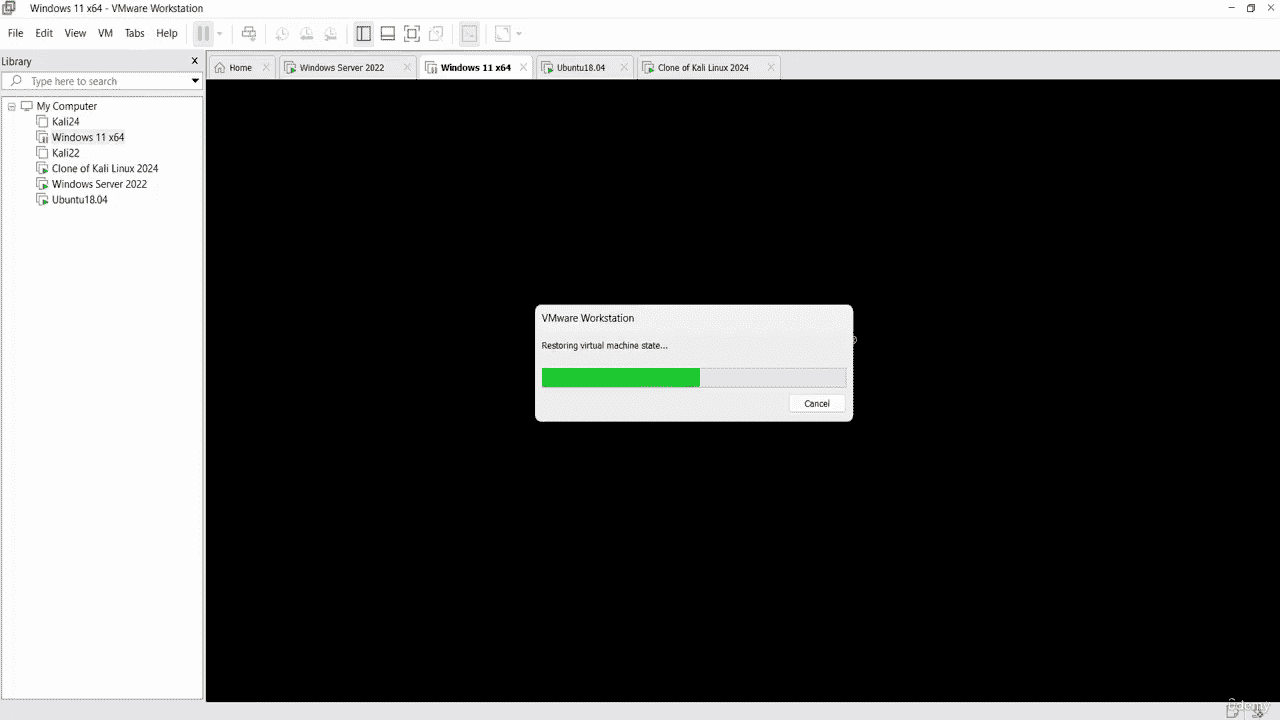 Windows 11 x64 - VMware Workstation
File Edit View VM Tabs Help
Library
Type here to search
My Computer
Kali24
Windows 11 x64
Kali22
Clone of Kali Linux 2024
Windows Server 2022
Ubuntu18.04
Home Windows Server 2022 Windows 11 x64 Ubuntu18.04 Clone of Kali Linux 2024
VMware Workstation
Restoring virtual machine state...
Cancel
Udemy